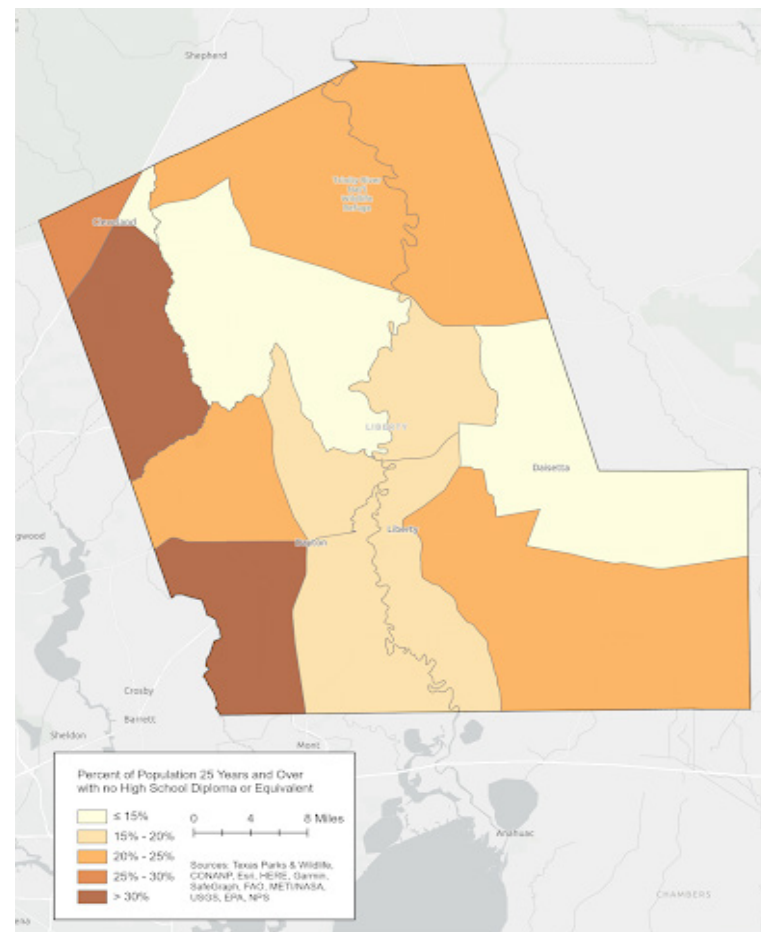 Shepherd
Trinity River
National
Wildlife
Refuge
Cleveland
LIBERTY
Daisetta
Dayton
Liberty
Crosby
Barrett
Sheldon
Mont
Anahuac
CHAMBERS
Percent of Population 25 Years and Over
with no High School Diploma or Equivalent
≤ 15%
15% - 20%
20% - 25%
25% - 30%
> 30%
0 4 8 Miles
Sources: Texas Parks & Wildlife,
CONANP, Esri, HERE, Garmin,
SafeGraph, FAO, METI/NASA,
USGS, EPA, NPS